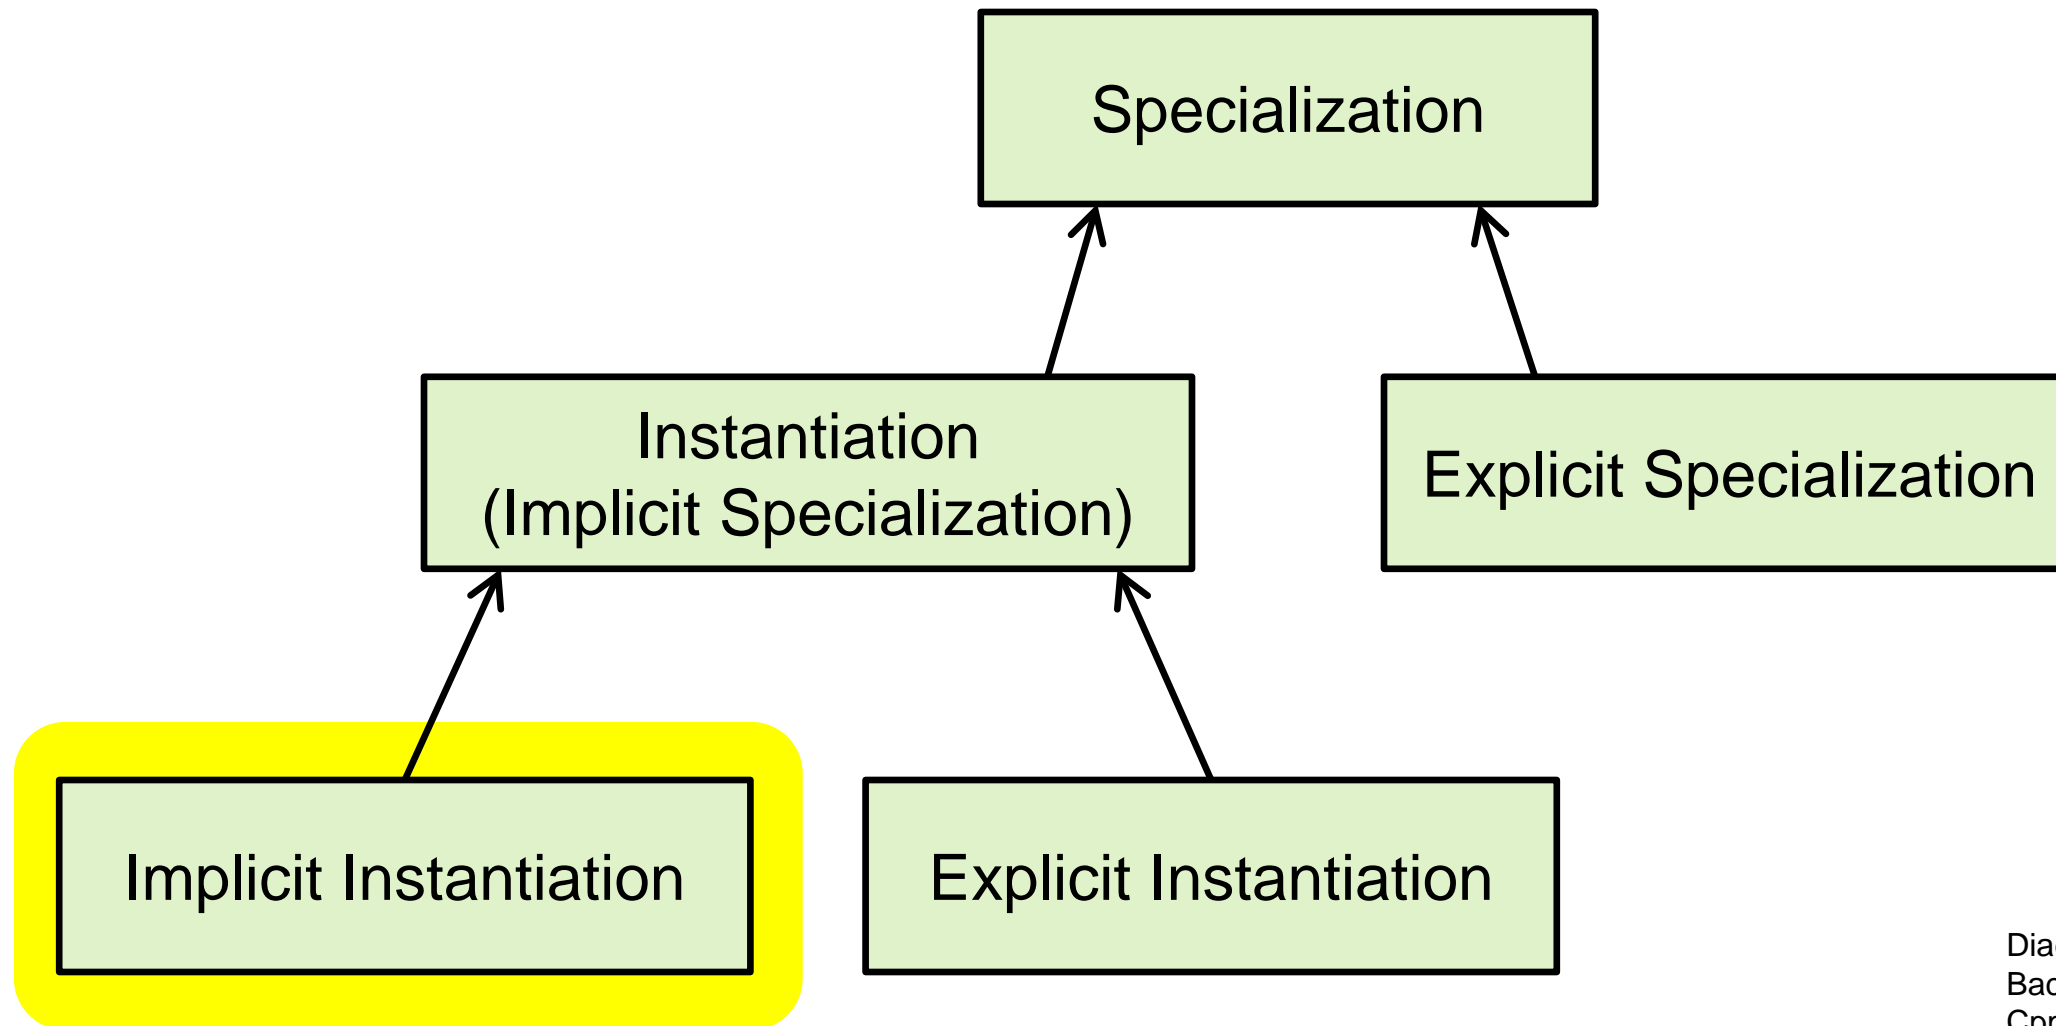 Specialization
Instantiation
(Implicit Specialization)
Explicit Specialization
Implicit Instantiation
Explicit Instantiation